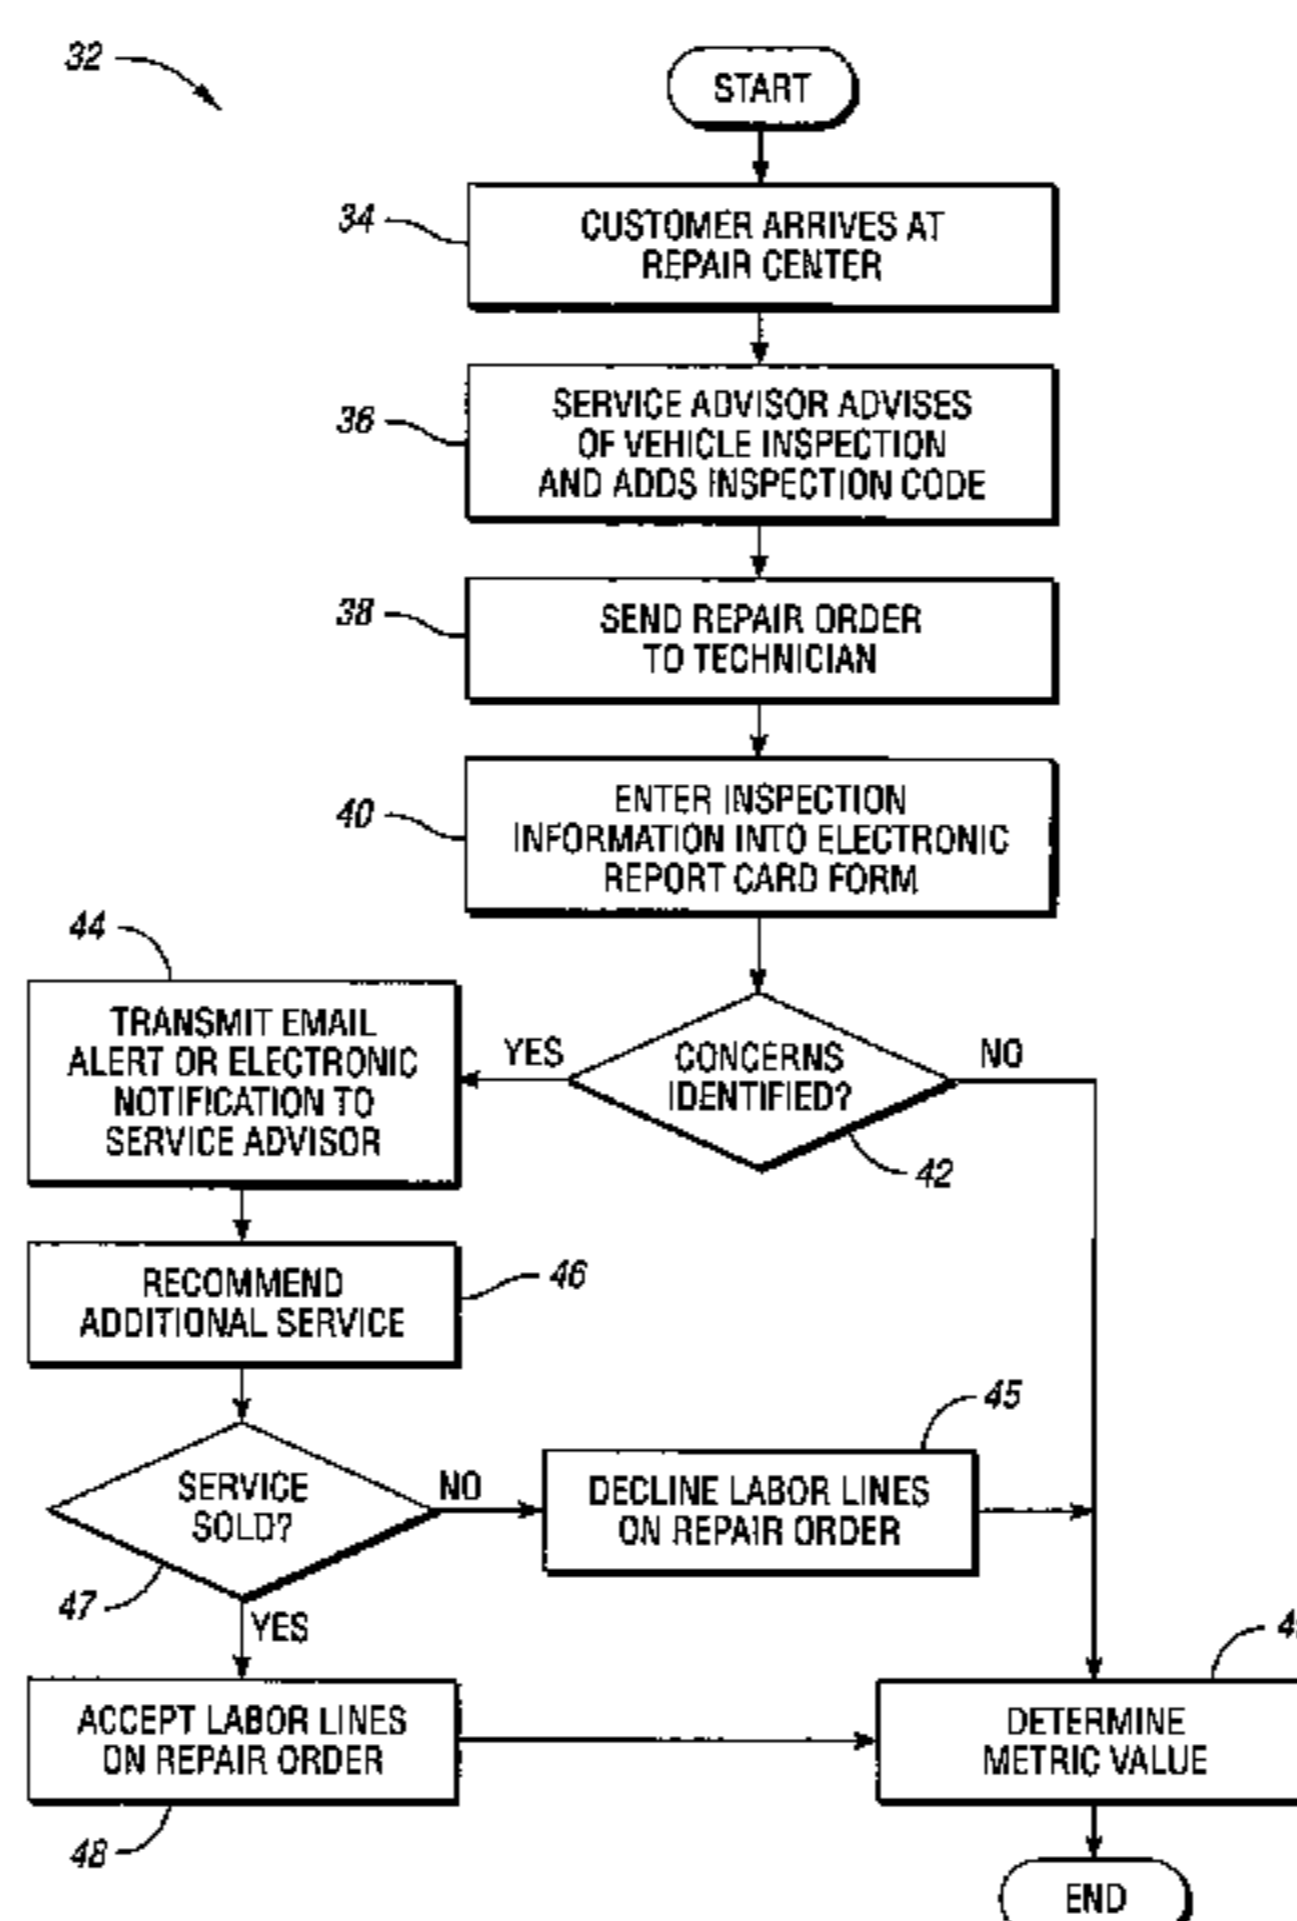 32
START
34
CUSTOMER ARRIVES AT
REPAIR CENTER
36
SERVICE ADVISOR ADVISES
OF VEHICLE INSPECTION
AND ADDS INSPECTION CODE
38
SEND REPAIR ORDER
TO TECHNICIAN
40
ENTER INSPECTION
INFORMATION INTO ELECTRONIC
REPORT CARD FORM
44
TRANSMIT EMAIL
ALERT OR ELECTRONIC
NOTIFICATION TO
SERVICE ADVISOR
YES
CONCERNS
IDENTIFIED?
NO
42
RECOMMEND
ADDITIONAL SERVICE
46
SERVICE
SOLD?
NO
47
YES
45
DECLINE LABOR LINES
ON REPAIR ORDER
ACCEPT LABOR LINES
ON REPAIR ORDER
48
DETERMINE
METRIC VALUE
END